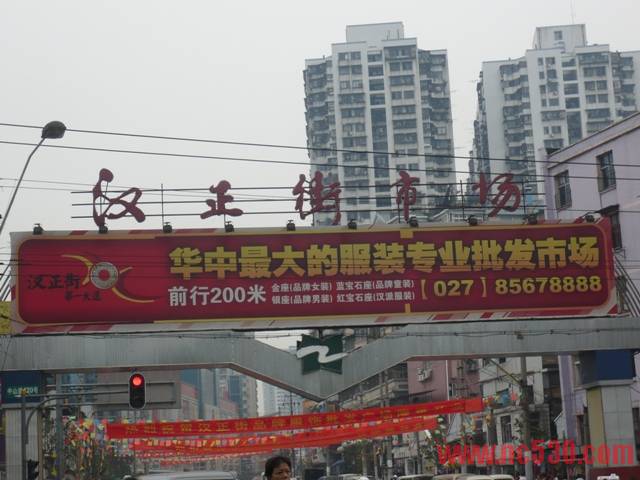 汉正街市场
华中最大的服装专业批发市场
汉正街
第一大道
前行200米
金座(品牌女装) 蓝宝石座(品牌童装)
银座(品牌男装) 红宝石座(汉派服装)
【027】85678888
www.nc530.com